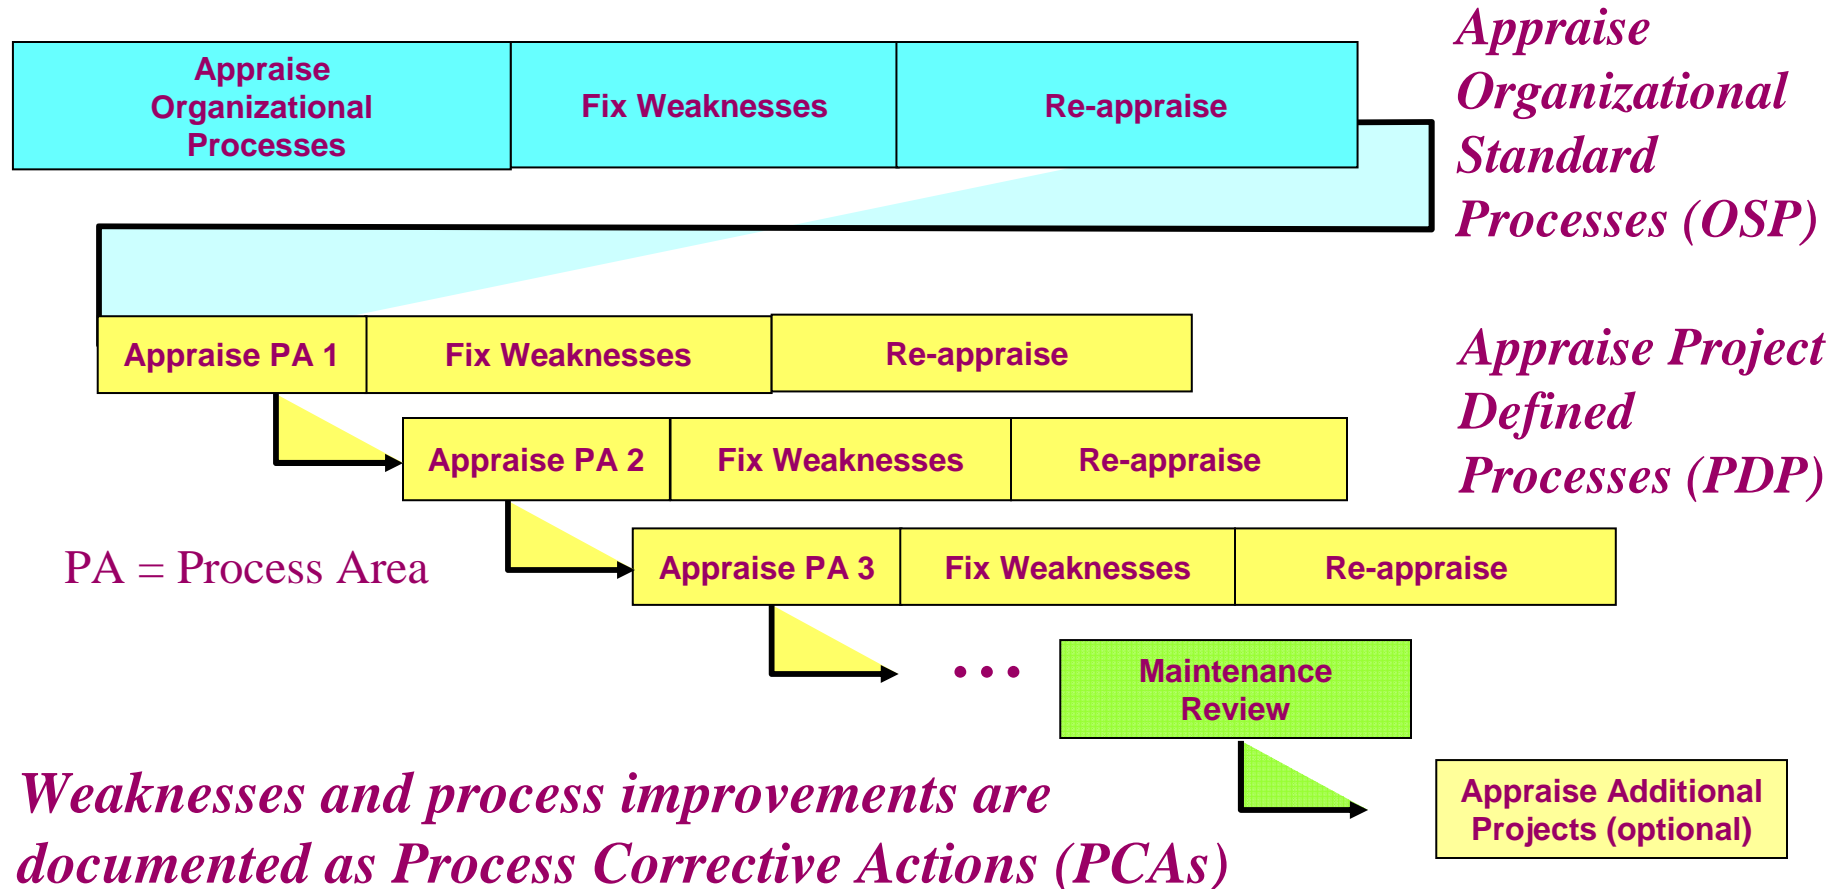 Appraise
Organizational
Processes
Fix Weaknesses
Re-appraise
Appraise
Organizational
Standard
Processes (OSP)
Appraise PA 1
Fix Weaknesses
Re-appraise
Appraise Project
Defined
Processes (PDP)
Appraise PA 2
Fix Weaknesses
Re-appraise
PA = Process Area
Appraise PA 3
Fix Weaknesses
Re-appraise
• • •
Maintenance
Review
Weaknesses and process improvements are
documented as Process Corrective Actions (PCAs)
Appraise Additional
Projects (optional)